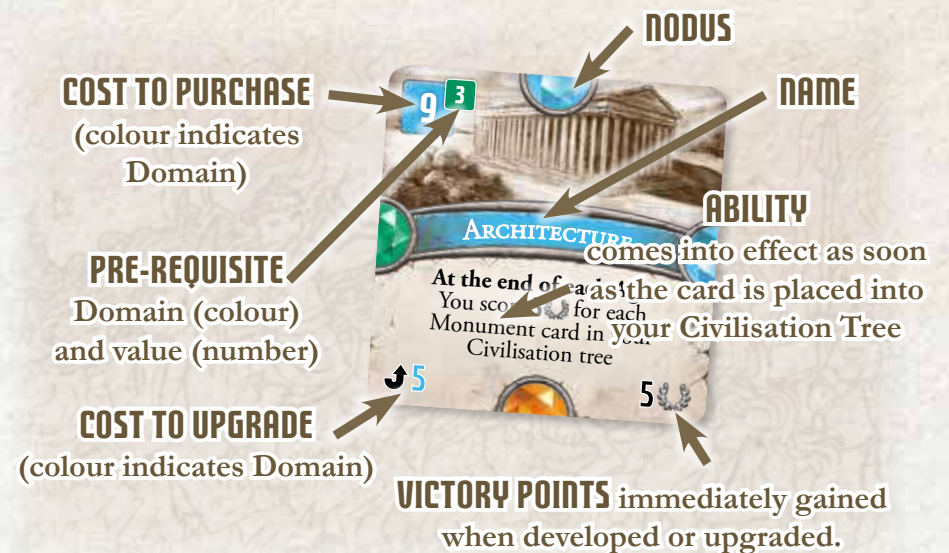 NODUS
COST TO PURCHASE
(colour indicates
Domain)
NAME
9 3
ARCHITECTURE
ABILITY
comes into effect as soon
as the card is placed into
your Civilisation Tree
PRE-REQUISITE
Domain (colour)
and value (number)
At the end of each
You sco for each
Monument card in your
Civilisation tree
5
5
COST TO UPGRADE
(colour indicates Domain)
VICTORY POINTS immediately gained
when developed or upgraded.